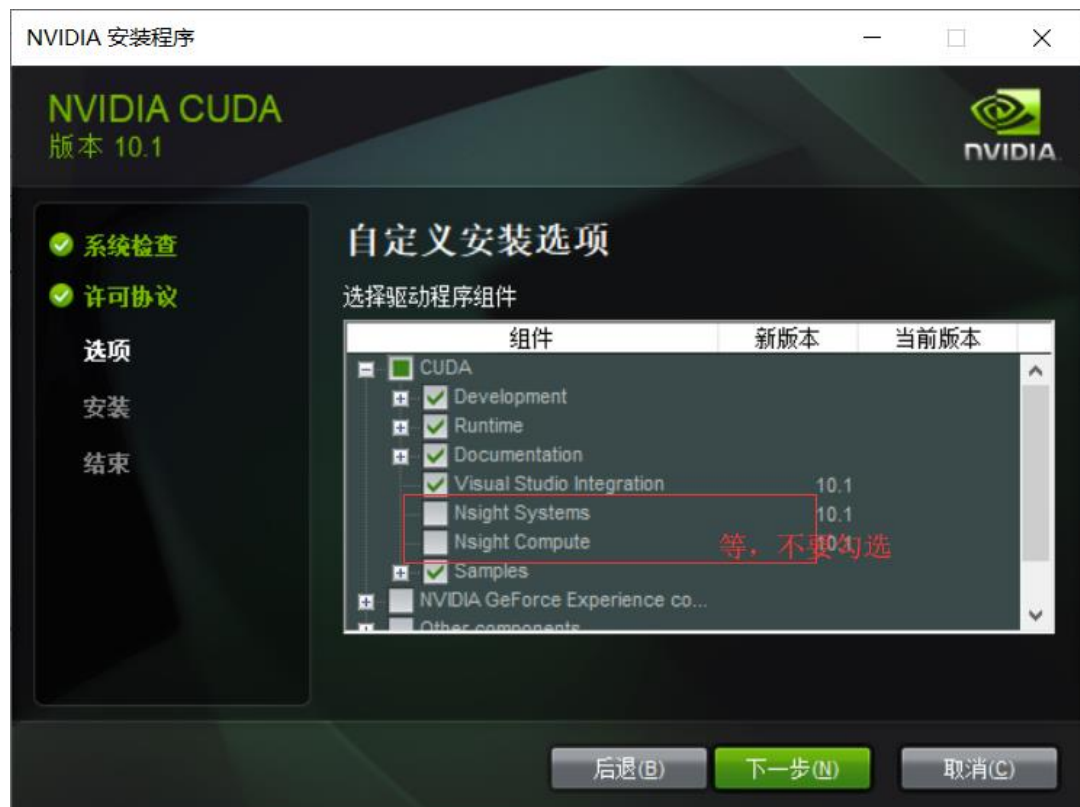 NVIDIA 安装程序
NVIDIA CUDA
版本 10.1
NVIDIA
系统检查
许可协议
选项
安装
结束
自定义安装选项
选择驱动程序组件
组件 新版本 当前版本
CUDA
Development
Runtime
Documentation
Visual Studio Integration 10.1
Nsight Systems 10.1
Nsight Compute 10.1
等，不要勾选
Samples
NVIDIA GeForce Experience co...
Other components
后退(B) 下一步(N) 取消(C)